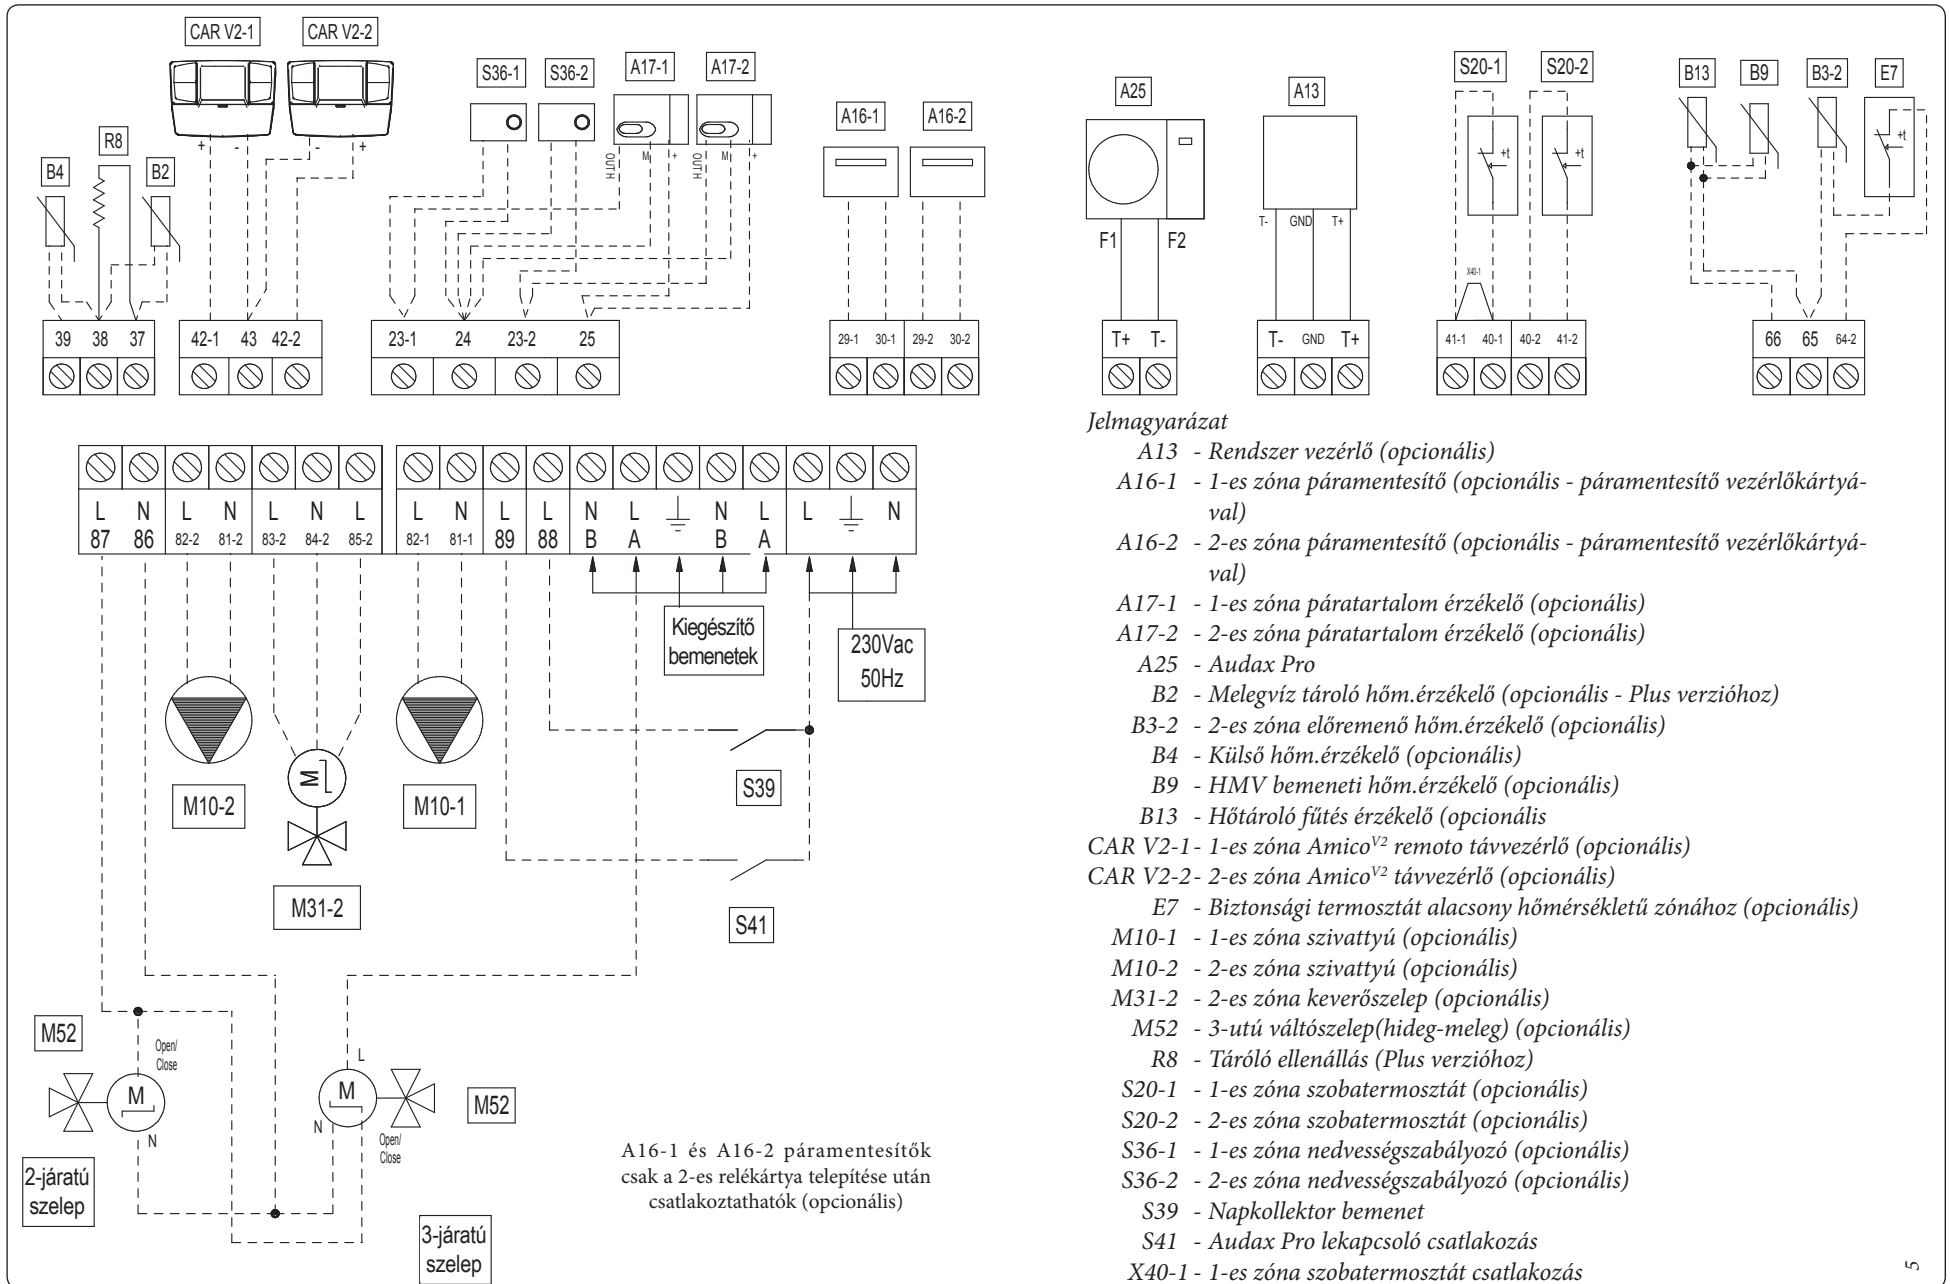 CAR V2-1 CAR V2-2
S36-1 S36-2 A17-1 A17-2
A16-1 A16-2
A25 A13
S20-1 S20-2
B13 B9 B3-2 E7
B4 R8 B2
+ - - +
OUT H M + OUT H M +
+t +t +t
F1 F2
T- GND T+
X40-1
39 38 37
42-1 43 42-2
23-1 24 23-2 25
29-1 30-1 29-2 30-2
T+ T-
T- GND T+
41-1 40-1 40-2 41-2
66 65 64-2
L N L N L N L L N L L N L N L L N
87 86 82-2 81-2 83-2 84-2 85-2 82-1 81-1 89 88 B A B A
Kiegészítő
bemenetek
230Vac
50Hz
M10-2
M
M31-2
M10-1
S39
S41
M52
Open/
Close
M
N
2-járatú
szelep
L
M
N
Open/
Close
M52
3-járatú
szelep
A16-1 és A16-2 páramentesítők
csak a 2-es relékártya telepítése után
csatlakoztathatók (opcionális)
Jelmagyarázat
A13 - Rendszer vezérlő (opcionális)
A16-1 - 1-es zóna páramentesítő (opcionális - páramentesítő vezérlőkártyá-
val)
A16-2 - 2-es zóna páramentesítő (opcionális - páramentesítő vezérlőkártyá-
val)
A17-1 - 1-es zóna páratartalom érzékelő (opcionális)
A17-2 - 2-es zóna páratartalom érzékelő (opcionális)
A25 - Audax Pro
B2 - Melegvíz tároló hőm.érzékelő (opcionális - Plus verzióhoz)
B3-2 - 2-es zóna előremenő hőm.érzékelő (opcionális)
B4 - Külső hőm.érzékelő (opcionális)
B9 - HMV bemeneti hőm.érzékelő (opcionális)
B13 - Hőtároló fűtés érzékelő (opcionális
CAR V2-1 - 1-es zóna Amico V2 remoto távvezérlő (opcionális)
CAR V2-2 - 2-es zóna Amico V2 távvezérlő (opcionális)
E7 - Biztonsági termosztát alacsony hőmérsékletű zónához (opcionális)
M10-1 - 1-es zóna szivattyú (opcionális)
M10-2 - 2-es zóna szivattyú (opcionális)
M31-2 - 2-es zóna keverőszelep (opcionális)
M52 - 3-utú váltószelep(hideg-meleg) (opcionális)
R8 - Táróló ellenállás (Plus verzióhoz)
S20-1 - 1-es zóna szobatermosztát (opcionális)
S20-2 - 2-es zóna szobatermosztát (opcionális)
S36-1 - 1-es zóna nedvességszabályozó (opcionális)
S36-2 - 2-es zóna nedvességszabályozó (opcionális)
S39 - Napkollektor bemenet
S41 - Audax Pro lekapcsoló csatlakozás
X40-1 - 1-es zóna szobatermosztát csatlakozás
5